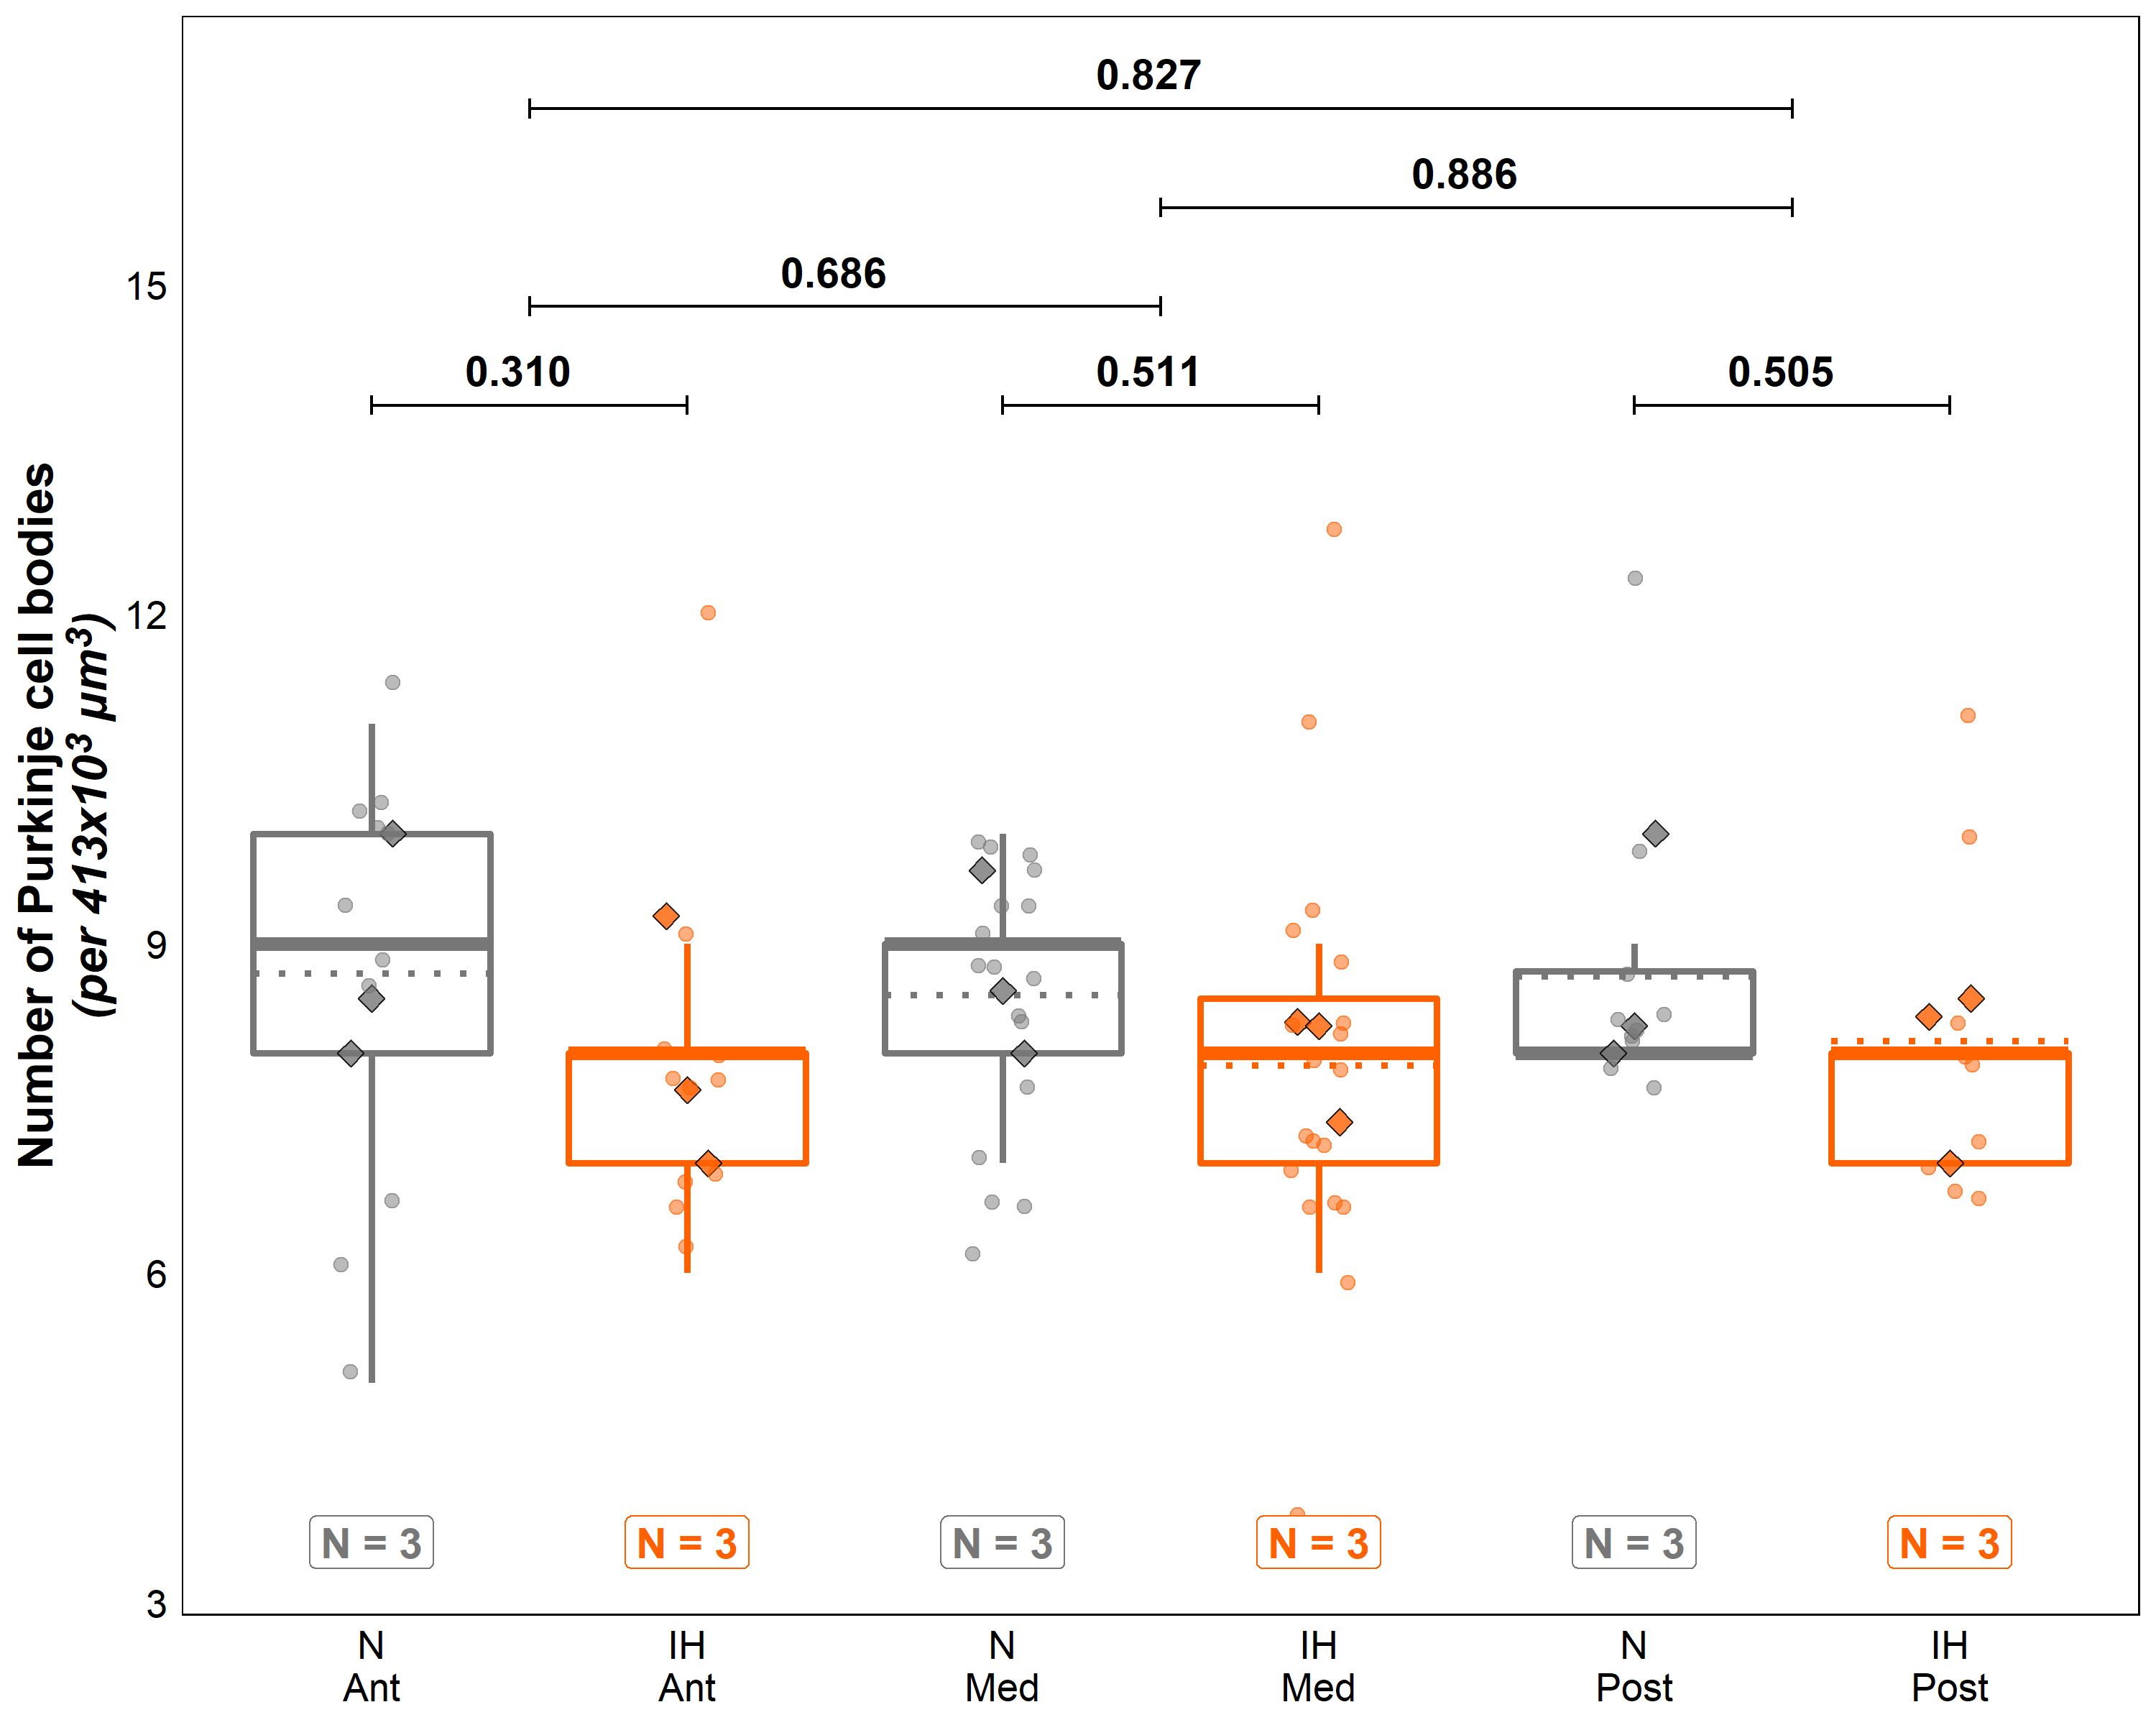 0.827
0.886
0.686
0.310 0.511 0.505
15
12
9
6
3
Number of Purkinje cell bodies
(per 413x10³ µm³)
N = 3 N = 3 N = 3 N = 3 N = 3 N = 3
N IH N IH N IH
Ant Ant Med Med Post Post